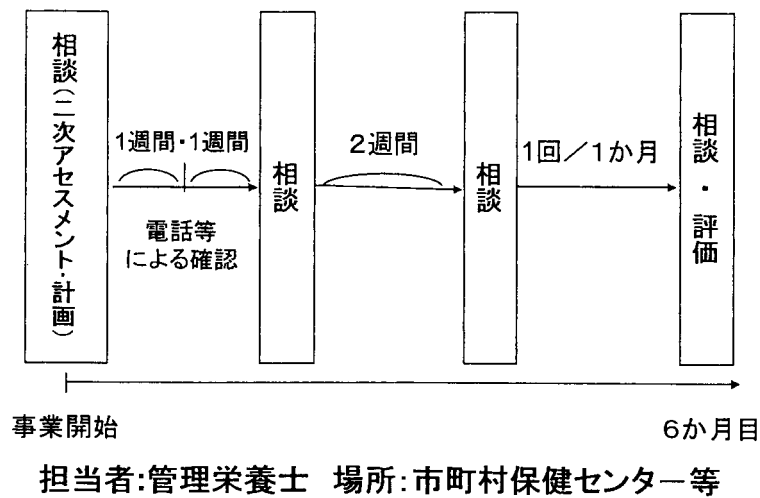 相談(二次アセスメント・計画)
1週間・1週間
電話等
による確認
相談
2週間
相談
1回/1か月
相談・評価
事業開始
6か月目
担当者:管理栄養士 場所:市町村保健センター等